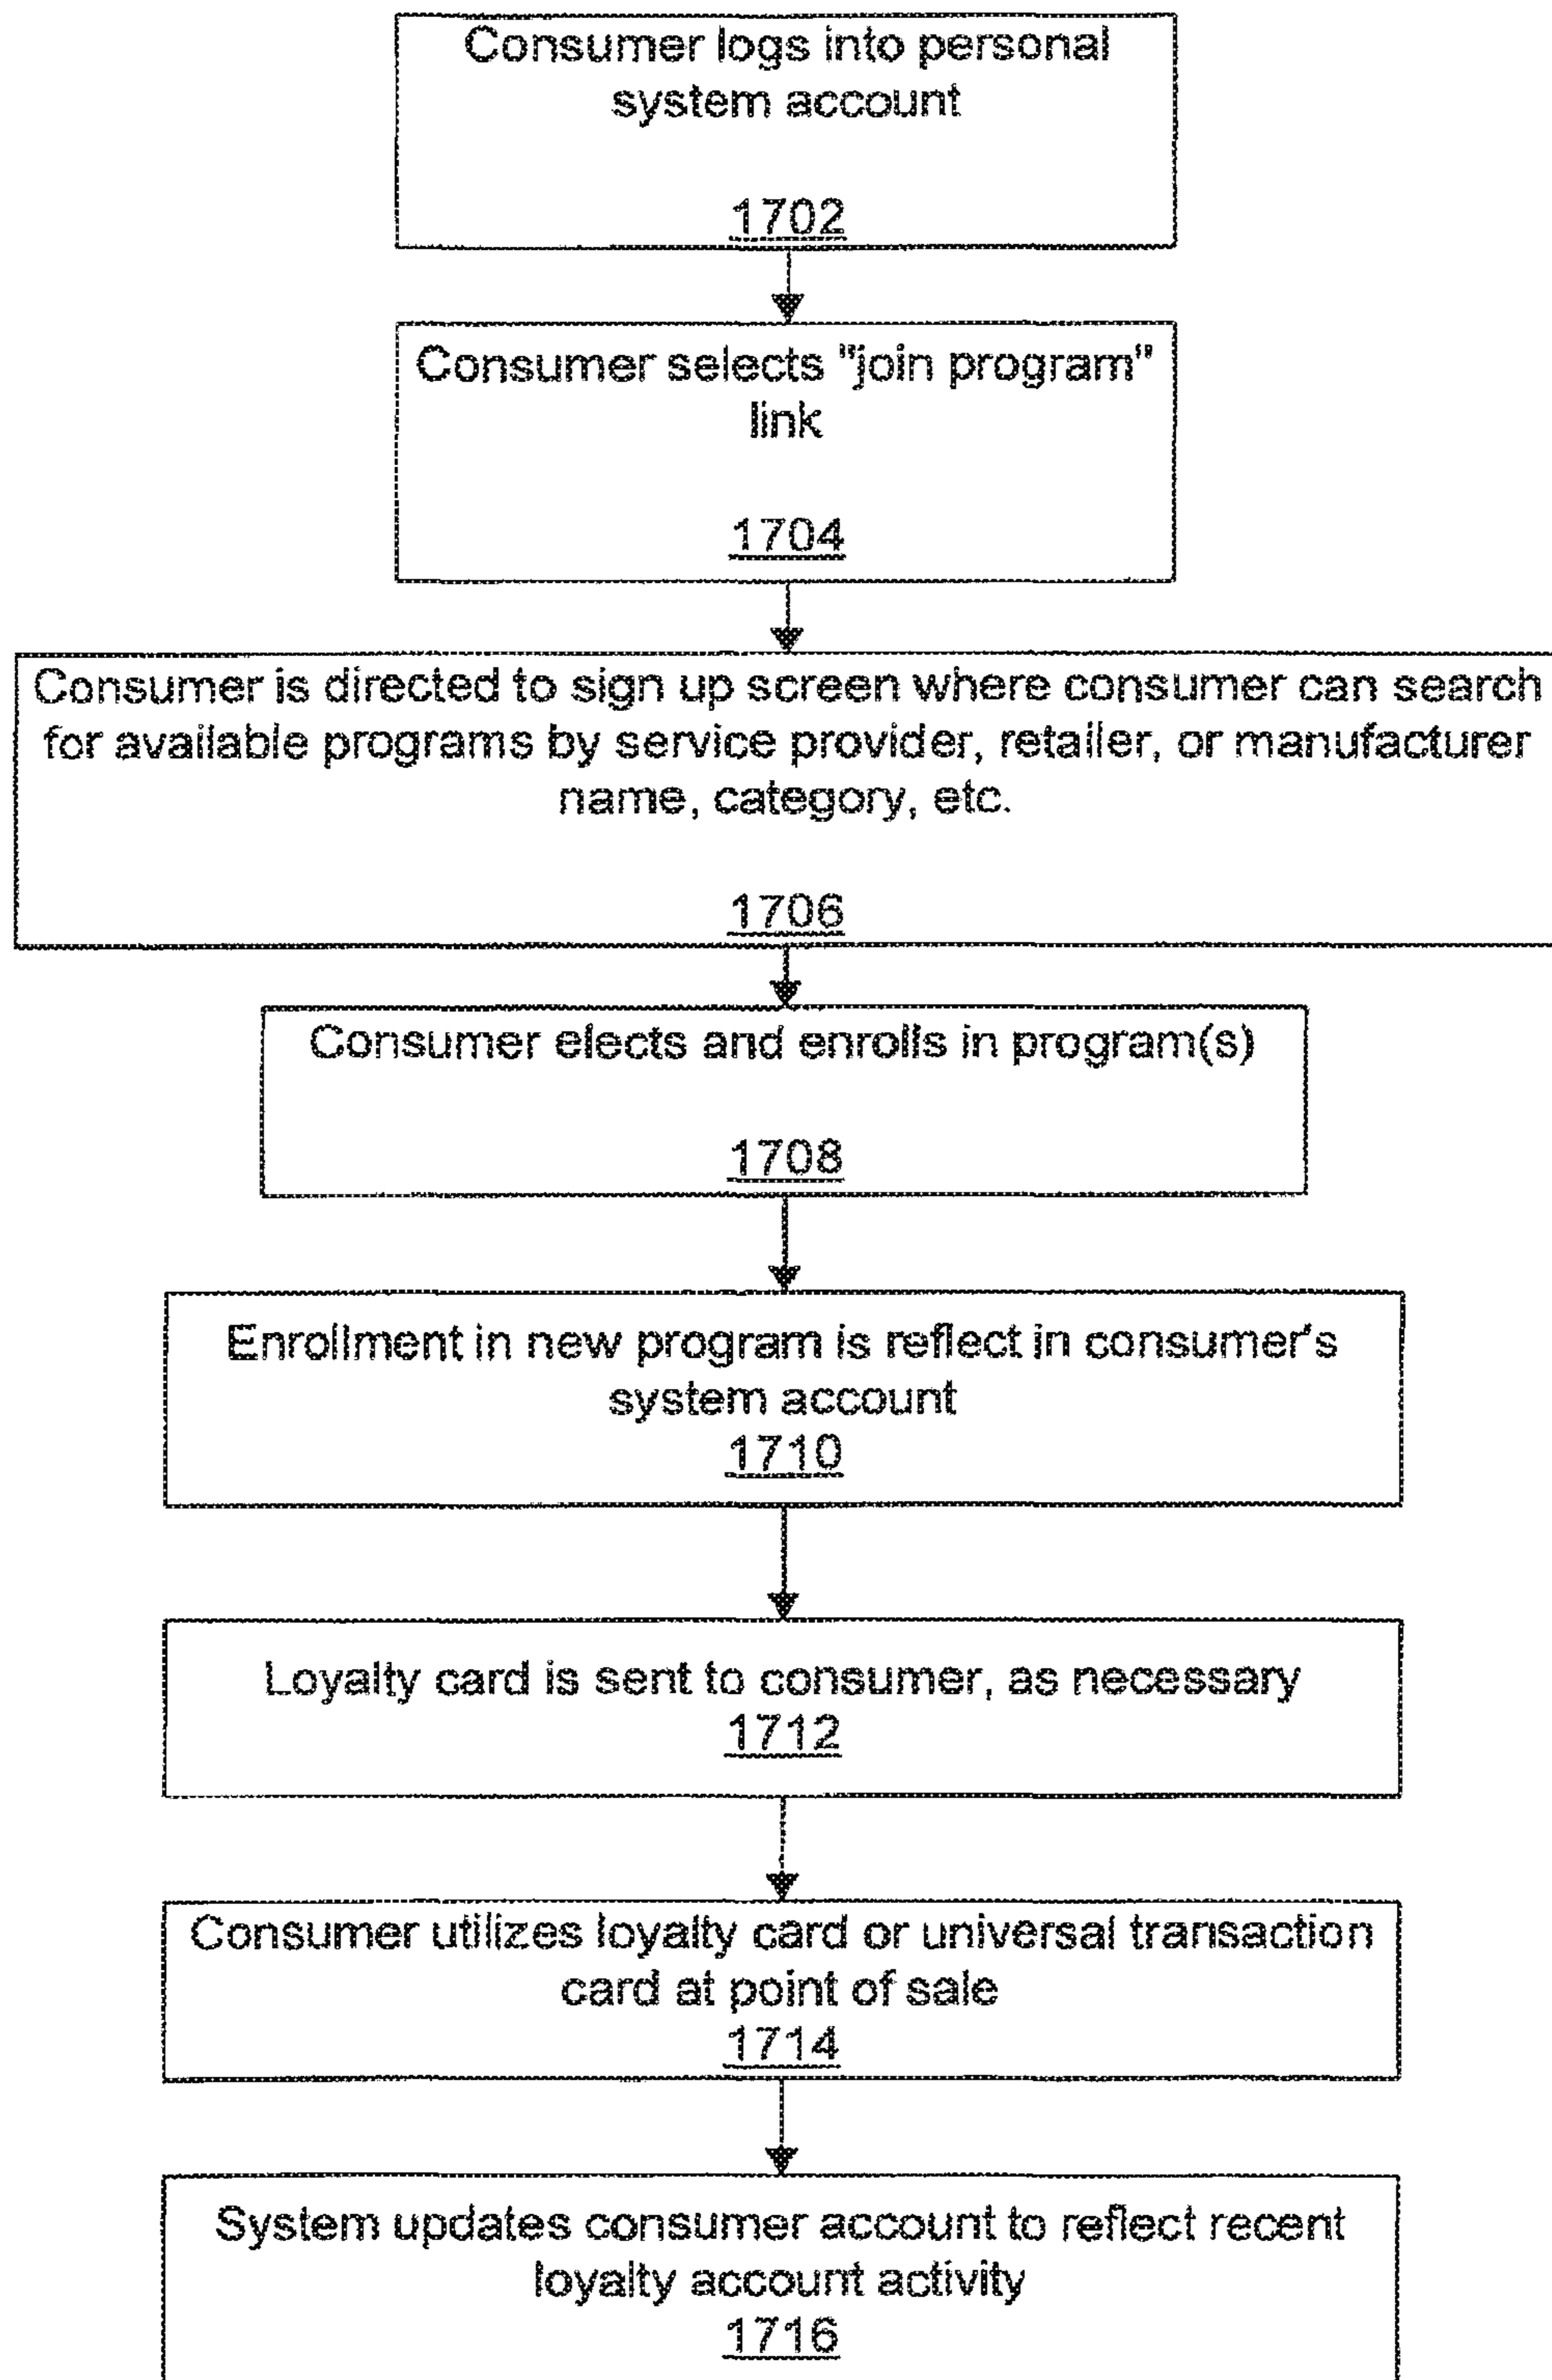 Consumer logs into personal
system account
1702
Consumer selects "join program"
link
1704
Consumer is directed to sign up screen where consumer can search
for available programs by service provider, retailer, or manufacturer
name, category, etc.
1706
Consumer elects and enrolls in program(s)
1708
Enrollment in new program is reflect in consumer's
system account
1710
Loyalty card is sent to consumer, as necessary
1712
Consumer utilizes loyalty card or universal transaction
card at point of sale
1714
System updates consumer account to reflect recent
loyalty account activity
1716